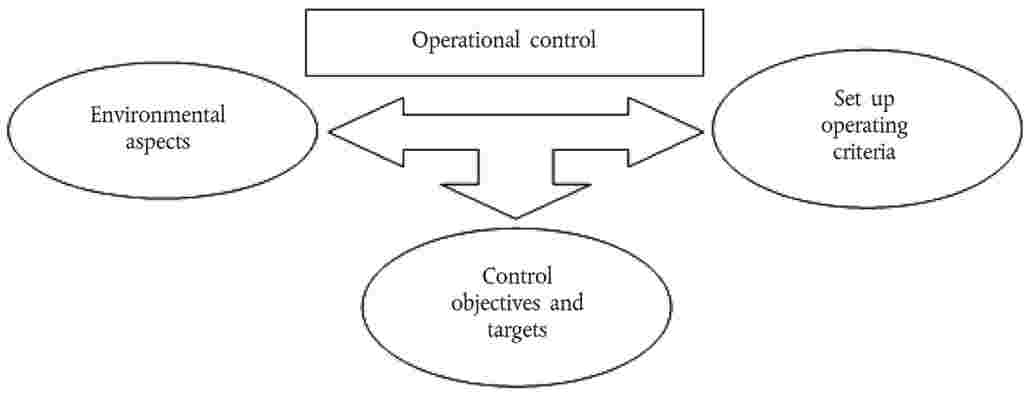 Operational control
Environmental
aspects
Set up
operating
criteria
Control
objectives and
targets